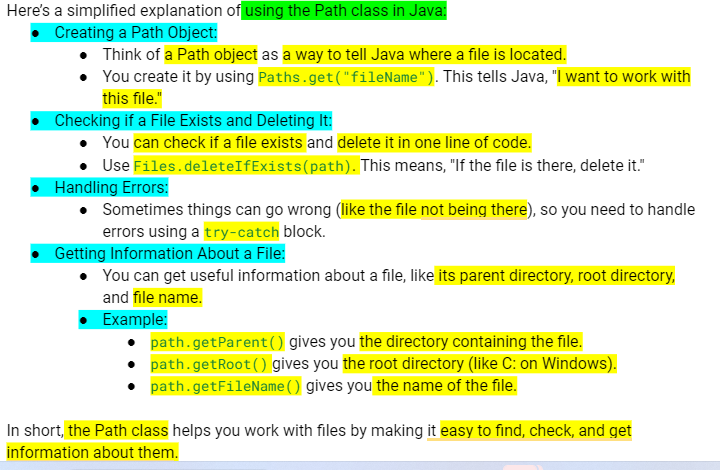 Here's a simplified explanation of using the Path class in Java:
● Creating a Path Object:
● Think of a Path object as a way to tell Java where a file is located.
● You create it by using Paths.get("fileName"). This tells Java, "I want to work with
this file."
● Checking if a File Exists and Deleting It:
● You can check if a file exists and delete it in one line of code.
● Use Files.deleteIfExists(path). This means, "If the file is there, delete it."
● Handling Errors:
● Sometimes things can go wrong (like the file not being there), so you need to handle
errors using a try-catch block.
● Getting Information About a File:
● You can get useful information about a file, like its parent directory, root directory,
and file name.
● Example:
● path.getParent() gives you the directory containing the file.
● path.getRoot() gives you the root directory (like C: on Windows).
● path.getFileName() gives you the name of the file.
In short, the Path class helps you work with files by making it easy to find, check, and get
information about them.